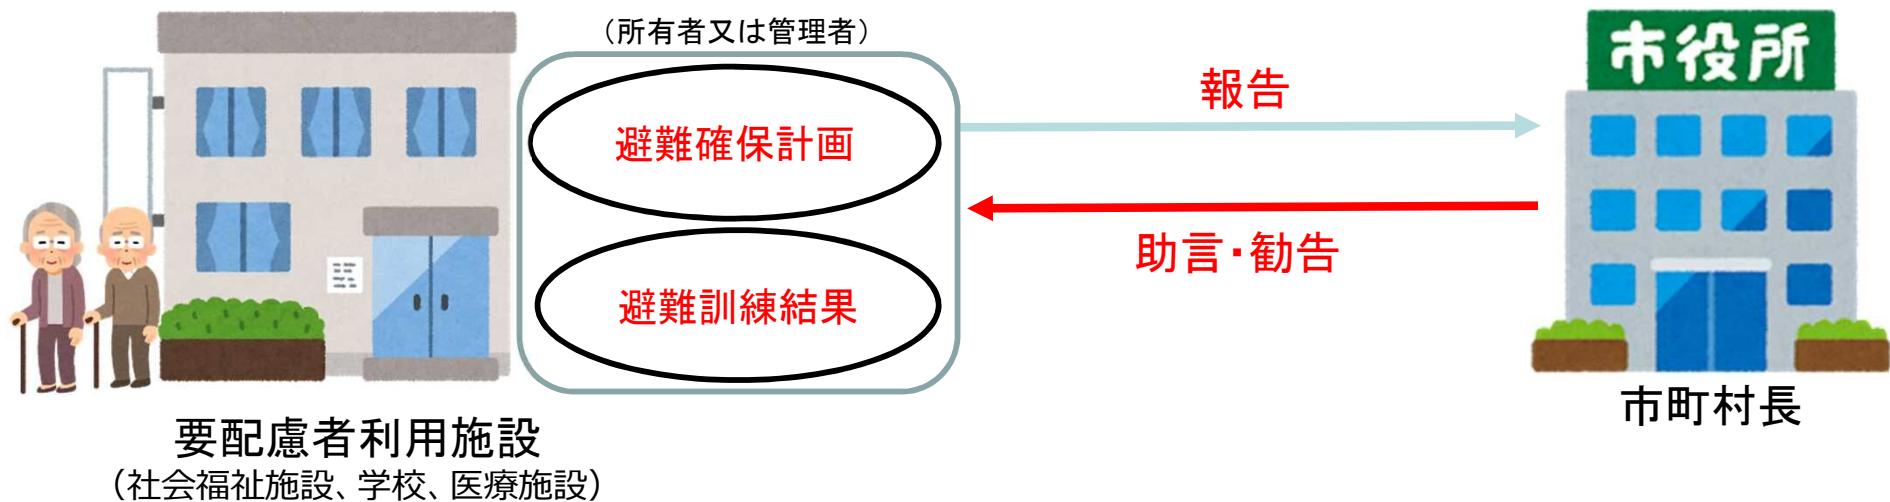 （所有者又は管理者）
避難確保計画
避難訓練結果
報告
助言・勧告
市役所
市町村長
要配慮者利用施設
（社会福祉施設、学校、医療施設）